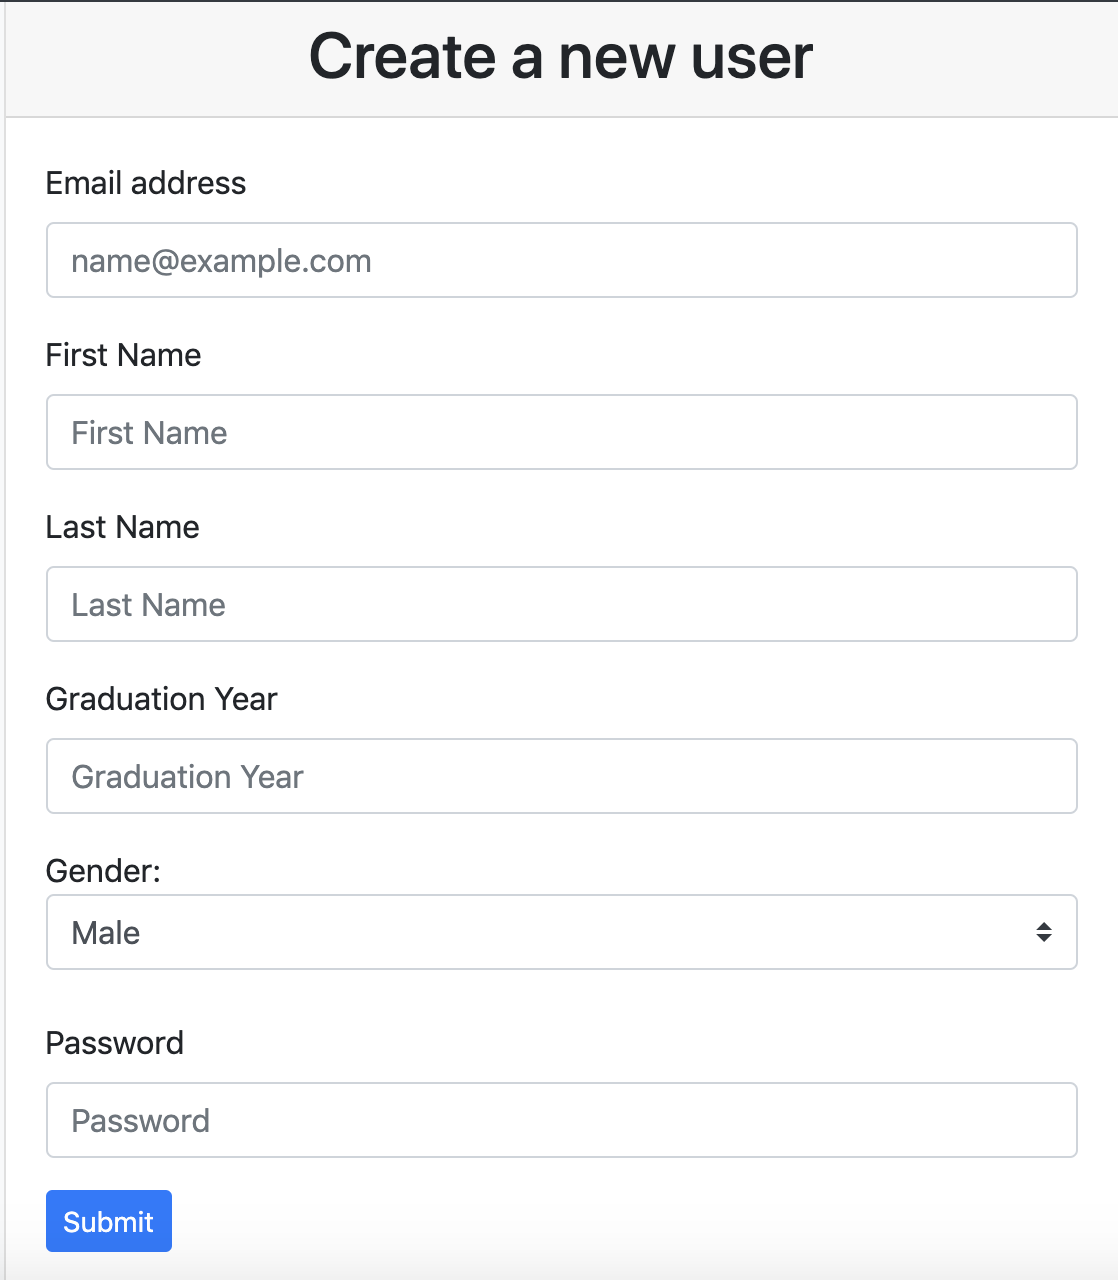 Create a new user
Email address
name@example.com
First Name
First Name
Last Name
Last Name
Graduation Year
Graduation Year
Gender:
Male
Password
Password
Submit